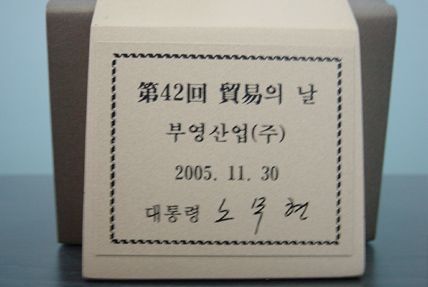 第42回 貿易의 날
부영산업(주)
2005. 11. 30
대통령 노무현